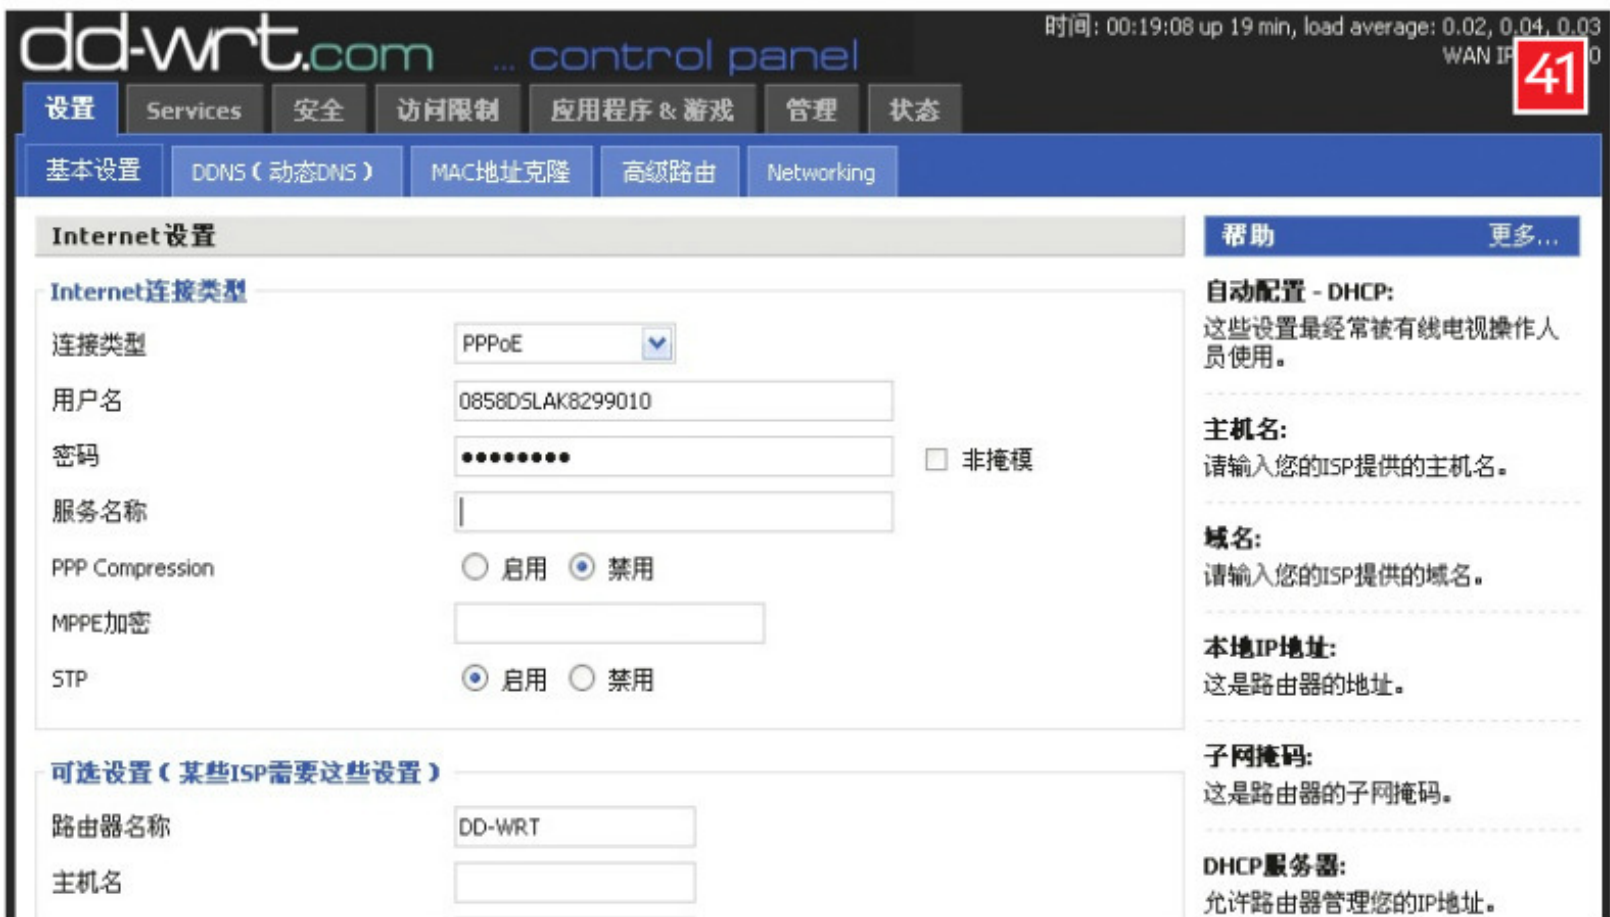 dd-wrt.com ... control panel
时间: 00:19:08 up 19 min, load average: 0.02, 0.04, 0.03
WAN IP 0
41
设置 Services 安全 访问限制 应用程序 & 游戏 管理 状态
基本设置 DDNS（动态DNS） MAC地址克隆 高级路由 Networking
Internet设置
Internet连接类型
连接类型 PPPoE
用户名 0858DSLAK8299010
密码 ●●●●●●●● 非掩模
服务名称
PPP Compression 启用 禁用
MPPE加密
STP 启用 禁用
可选设置（某些ISP需要这些设置）
路由器名称 DD-WRT
主机名
帮助 更多...
自动配置 - DHCP:
这些设置最经常被有线电视操作人
员使用。
主机名:
请输入您的ISP提供的主机名。
域名:
请输入您的ISP提供的域名。
本地IP地址:
这是路由器的地址。
子网掩码:
这是路由器的子网掩码。
DHCP服务器:
允许路由器管理您的IP地址。